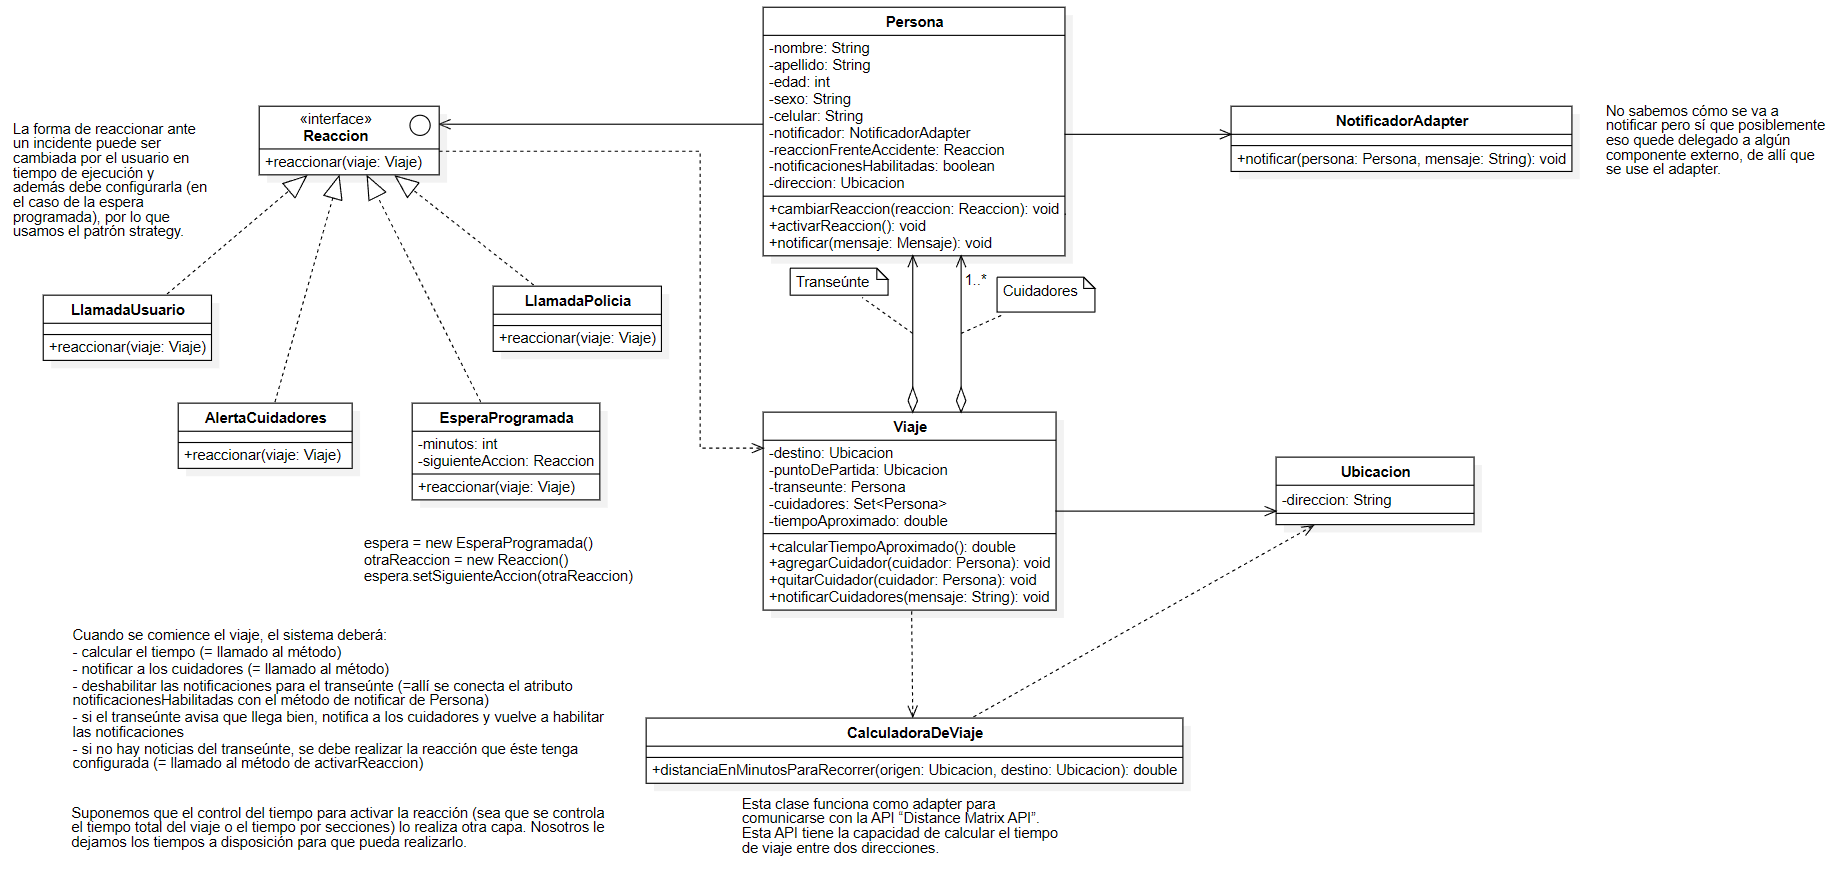 Persona
-nombre: String
-apellido: String
-edad: int
-sexo: String
-celular: String
-notificador: NotificadorAdapter
-reaccionFrenteAccidente: Reaccion
-notificacionesHabilitadas: boolean
-direccion: Ubicacion
+cambiarReaccion(reaccion: Reaccion): void
+activarReaccion(): void
+notificar(mensaje: Mensaje): void
La forma de reaccionar ante
un incidente puede ser
cambiada por el usuario en
tiempo de ejecución y
además debe configurarla (en
el caso de la espera
programada), por lo que
usamos el patrón strategy.
«interface»
Reaccion
+reaccionar(viaje: Viaje)
NotificadorAdapter
+notificar(persona: Persona, mensaje: String): void
No sabemos cómo se va a
notificar pero sí que posiblemente
eso quede delegado a algún
componente externo, de allí que
se use el adapter.
Transeúnte
1..*
Cuidadores
LlamadaUsuario
+reaccionar(viaje: Viaje)
LlamadaPolicia
+reaccionar(viaje: Viaje)
AlertaCuidadores
+reaccionar(viaje: Viaje)
EsperaProgramada
-minutos: int
-siguienteAccion: Reaccion
+reaccionar(viaje: Viaje)
Viaje
-destino: Ubicacion
-puntoDePartida: Ubicacion
-transeunte: Persona
-cuidadores: Set<Persona>
-tiempoAproximado: double
+calcularTiempoAproximado(): double
+agregarCuidador(cuidador: Persona): void
+quitarCuidador(cuidador: Persona): void
+notificarCuidadores(mensaje: String): void
Ubicacion
-direccion: String
espera = new EsperaProgramada()
otraReaccion = new Reaccion()
espera.setSiguienteAccion(otraReaccion)
Cuando se comience el viaje, el sistema deberá:
- calcular el tiempo (= llamado al método)
- notificar a los cuidadores (= llamado al método)
- deshabilitar las notificaciones para el transeúnte (=allí se conecta el atributo
notificacionesHabilitadas con el método de notificar de Persona)
- si el transeúnte avisa que llega bien, notifica a los cuidadores y vuelve a habilitar
las notificaciones
- si no hay noticias del transeúnte, se debe realizar la reacción que éste tenga
configurada (= llamado al método de activarReaccion)
Suponemos que el control del tiempo para activar la reacción (sea que se controla
el tiempo total del viaje o el tiempo por secciones) lo realiza otra capa. Nosotros le
dejamos los tiempos a disposición para que pueda realizarlo.
CalculadoraDeViaje
+distanciaEnMinutosParaRecorrer(origen: Ubicacion, destino: Ubicacion): double
Esta clase funciona como adapter para
comunicarse con la API “Distance Matrix API”.
Esta API tiene la capacidad de calcular el tiempo
de viaje entre dos direcciones.